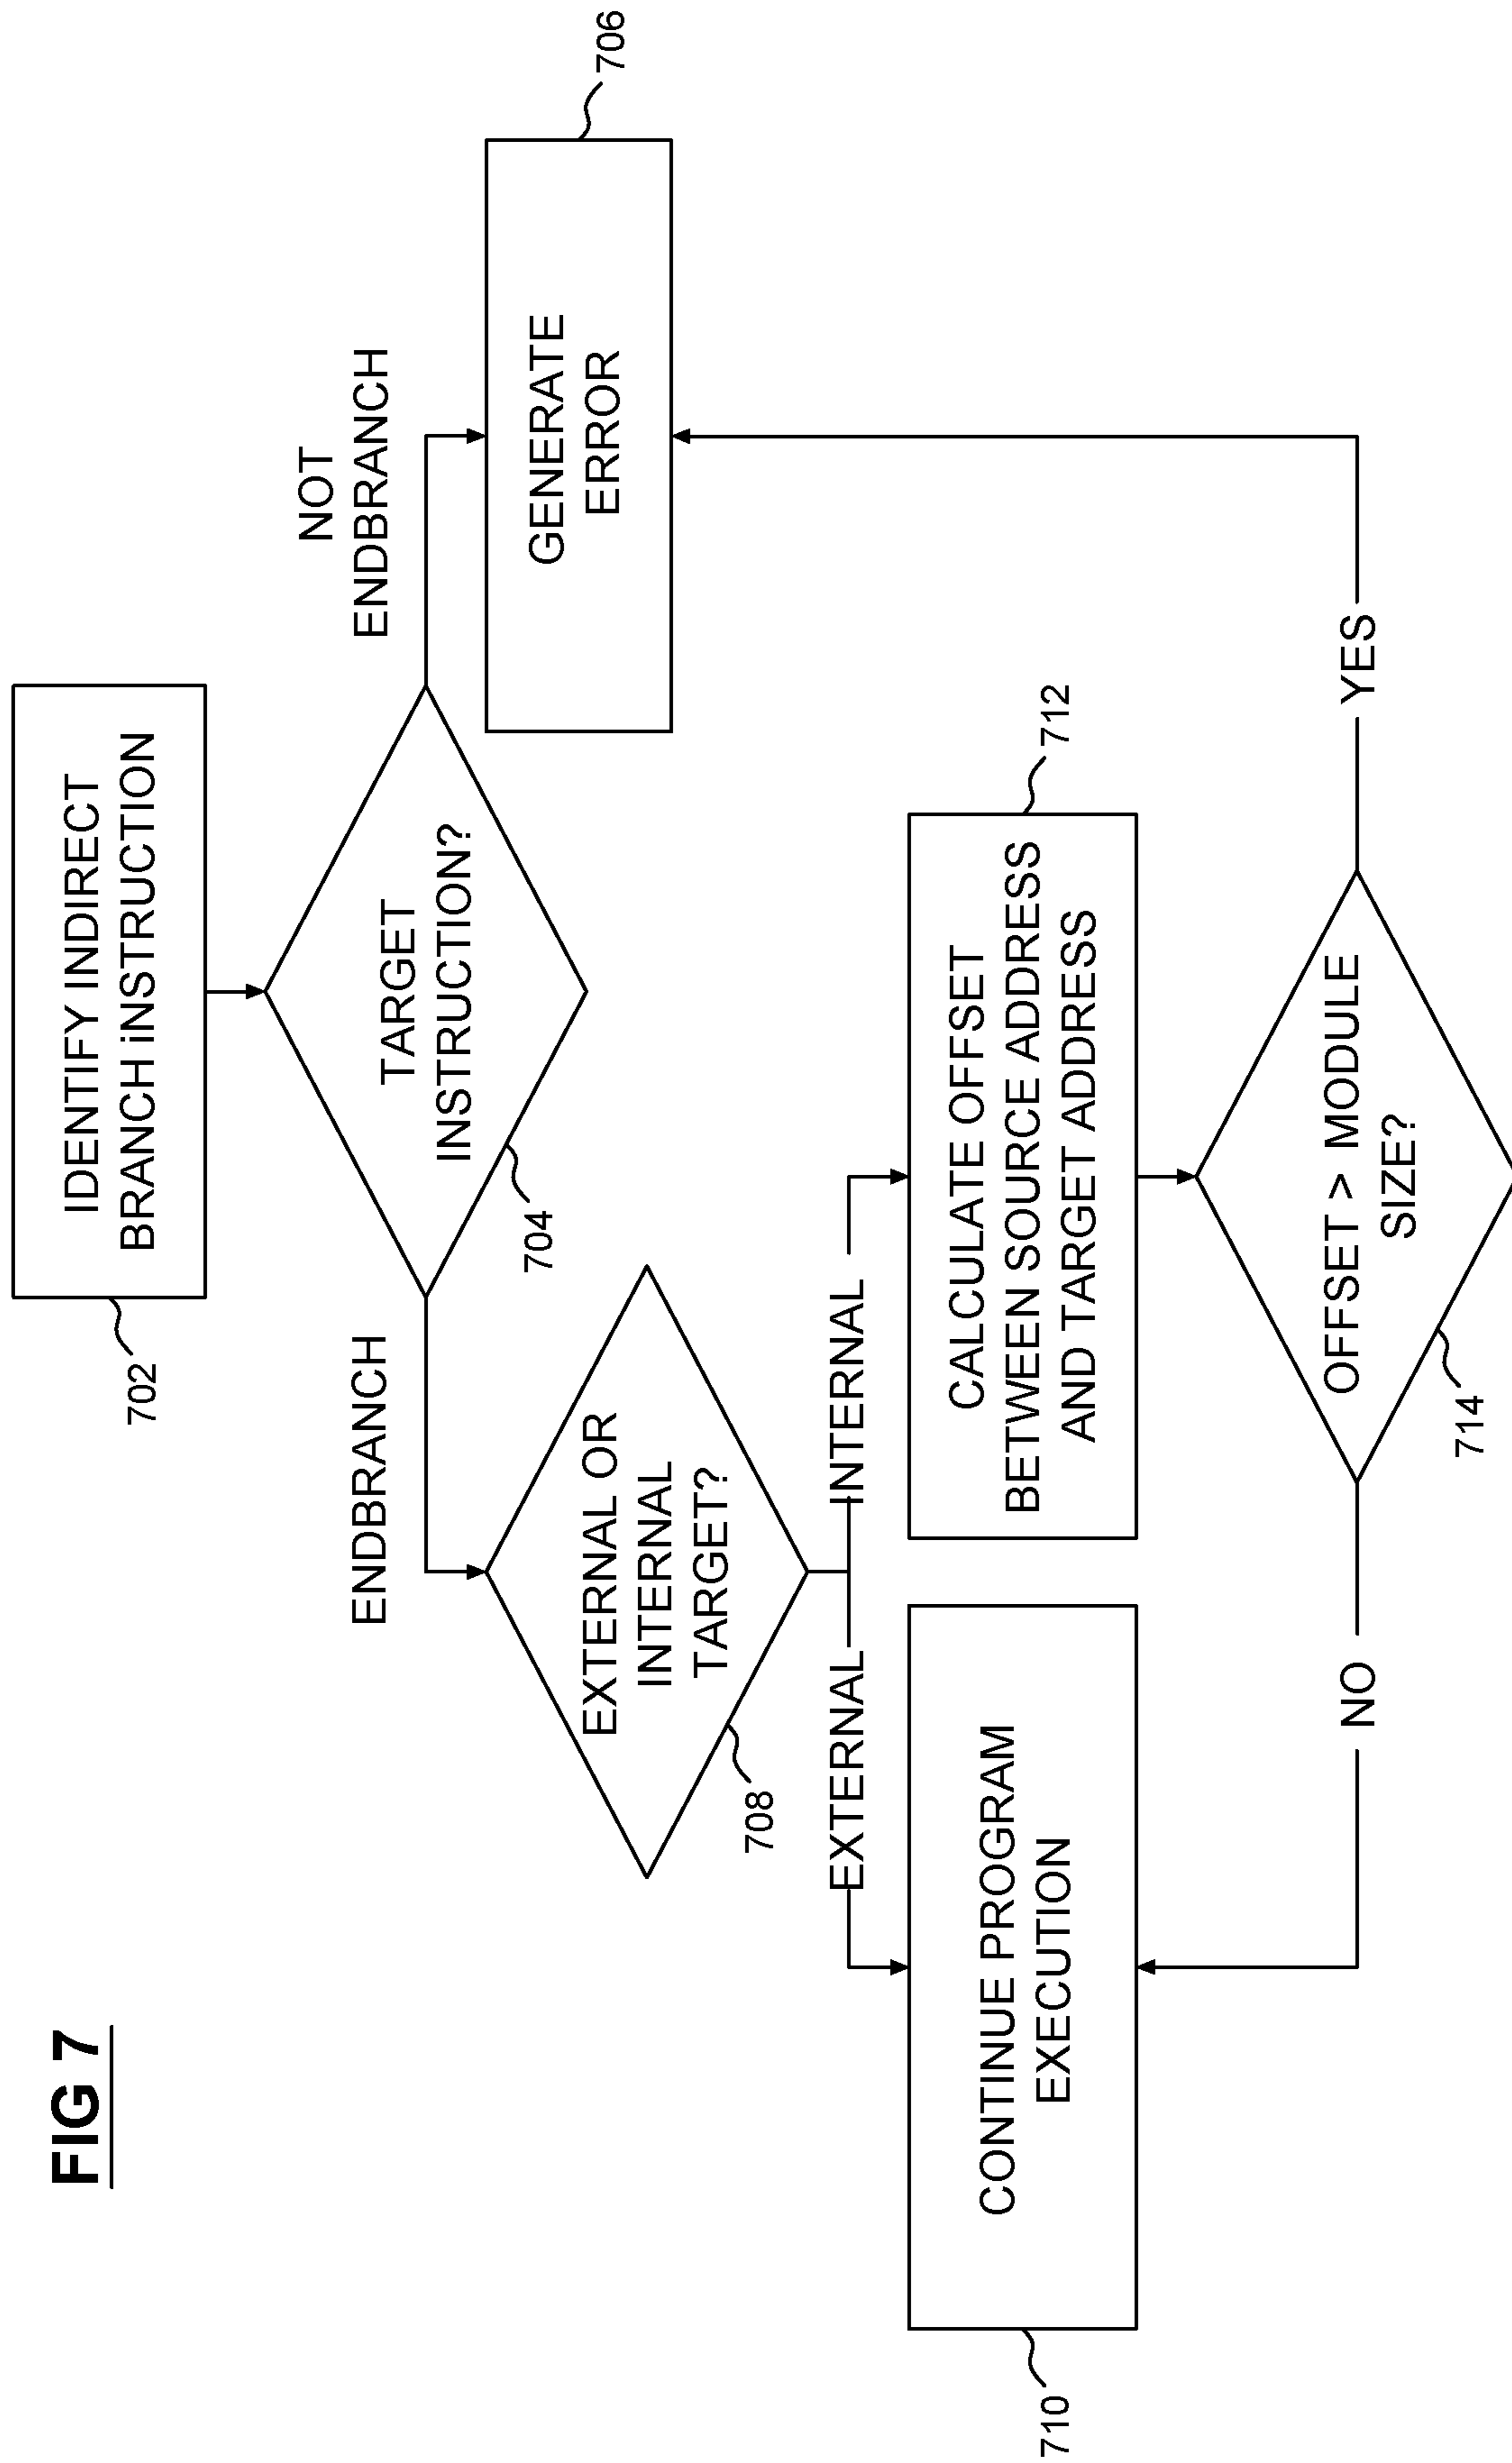 FIG 7
IDENTIFY INDIRECT
BRANCH iNSTRUCTION
702
TARGET
INSTRUCTION?
704
ENDBRANCH
NOT
ENDBRANCH
GENERATE
ERROR
706
EXTERNAL OR
INTERNAL
TARGET?
708
EXTERNAL
INTERNAL
CONTINUE PROGRAM
EXECUTION
710
CALCULATE OFFSET
BETWEEN SOURCE ADDRESS
AND TARGET ADDRESS
712
OFFSET > MODULE
SIZE?
714
NO
YES